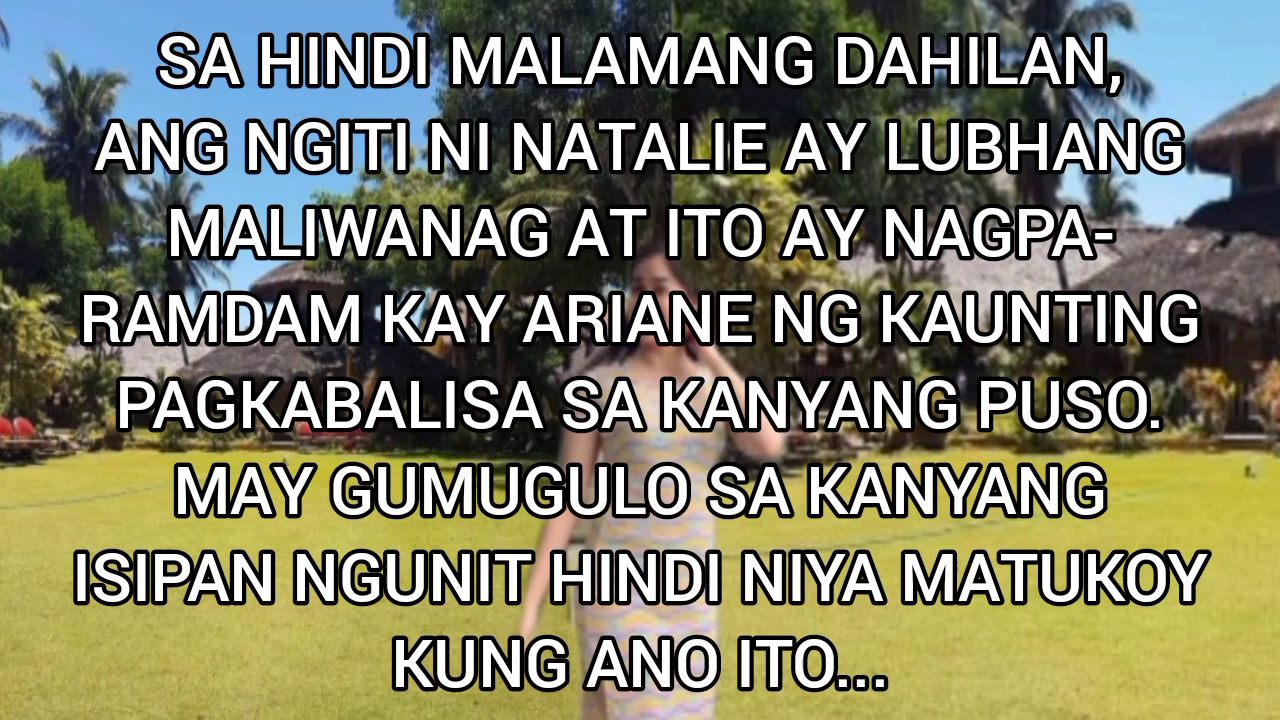 SA HINDI MALAMANG DAHILAN,
ANG NGITI NI NATALIE AY LUBHANG
MALIWANAG AT ITO AY NAGPA-
RAMDAM KAY ARIANE NG KAUNTING
PAGKABALISA SA KANYANG PUSO.
MAY GUMUGULO SA KANYANG
ISIPAN NGUNIT HINDI NIYA MATUKOY
KUNG ANO ITO...